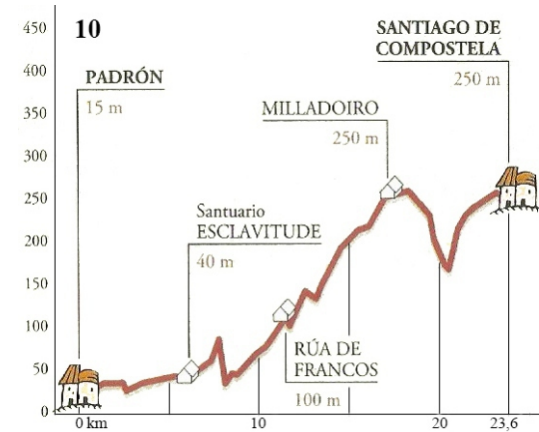 10
SANTIAGO DE
COMPOSTELA
250 m
PADRÓN
15 m
MILLADOIRO
250 m
Santuario
ESCLAVITUDE
40 m
RÚA DE
FRANCOS
100 m
450
400
350
300
250
200
150
100
50
0
0 km
10
20
23,6